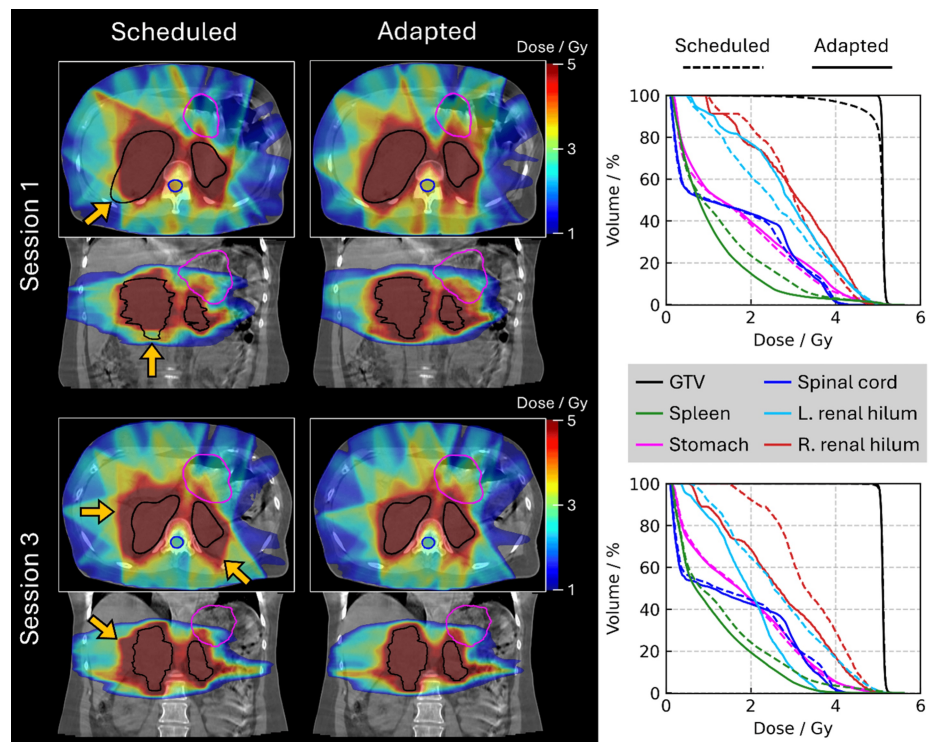 Scheduled Adapted
Dose / Gy
5
3
1
Session 1
Dose / Gy
5
3
1
Session 3
Scheduled Adapted
Volume / %
100
80
60
40
20
0
0 2 4 6
Dose / Gy
GTV Spinal cord
Spleen L. renal hilum
Stomach R. renal hilum
Volume / %
100
80
60
40
20
0
0 2 4 6
Dose / Gy